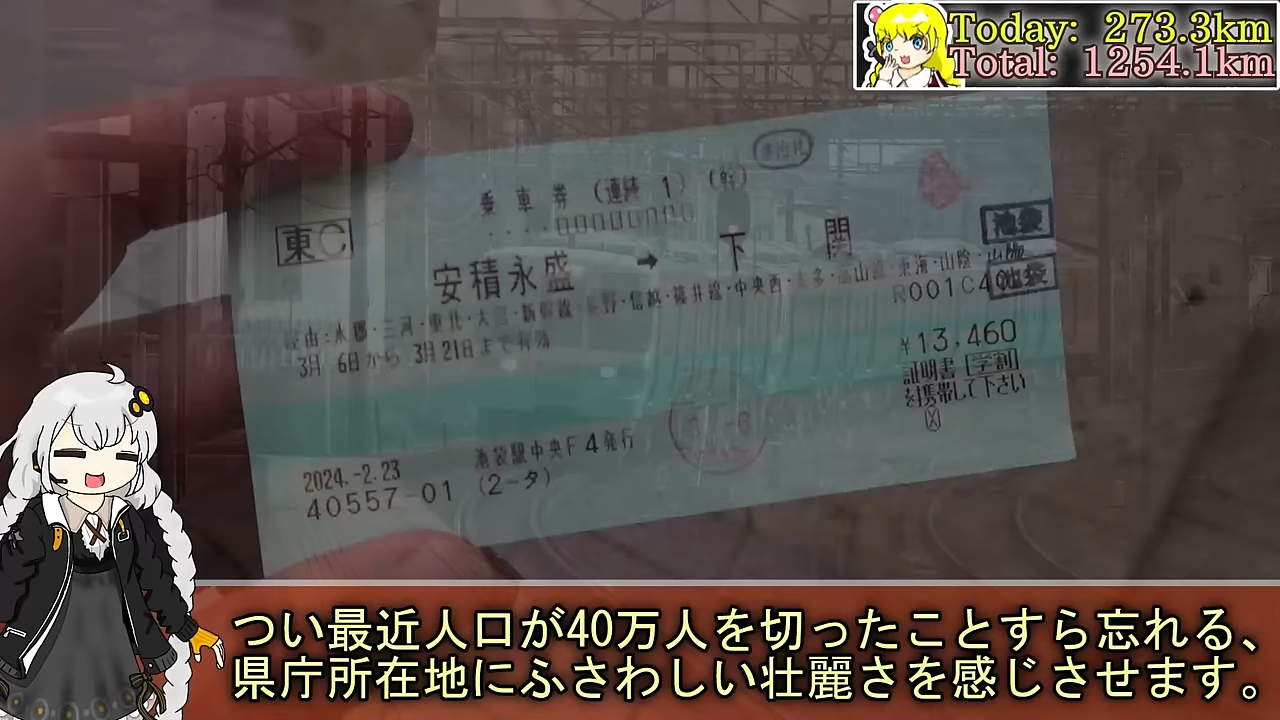 Today: 273.3km
Total: 1254.1km
乗車券 (連続 1) (幹)
東C
安積永盛 → 下関
池袋
山陰
R001C40
池袋
経由:水郡・三河・東北・大宮・新幹線・長野・信越・篠井線・中央西・太多・高山線・東海・山陰・
3月 6日から 3月21日まで有効
¥13,460
証明書 学割
を携帯して下さい
2024.-2.23 池袋駅中央F4発行
40557-01 (2-タ)
つい最近人口が40万人を切ったことすら忘れる、
県庁所在地にふさわしい壮麗さを感じさせます。